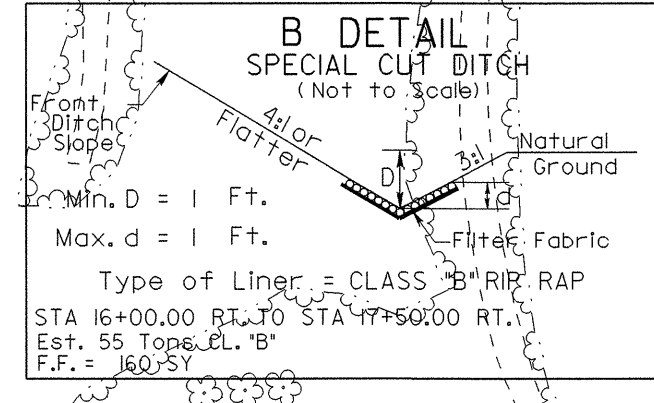 B DETAIL
SPECIAL CUT DITCH
(Not to Scale)
Front
Ditch
Slope
4:1 or
Flatter
3:1
Natural
Ground
D
d
Min. D = 1 Ft.
Max. d = 1 Ft.
Filter Fabric
Type of Liner = CLASS "B" RIP RAP
STA 16+00.00 RT. TO STA 17+50.00 RT.
Est. 55 Tons CL. "B"
F.F. = 160 SY